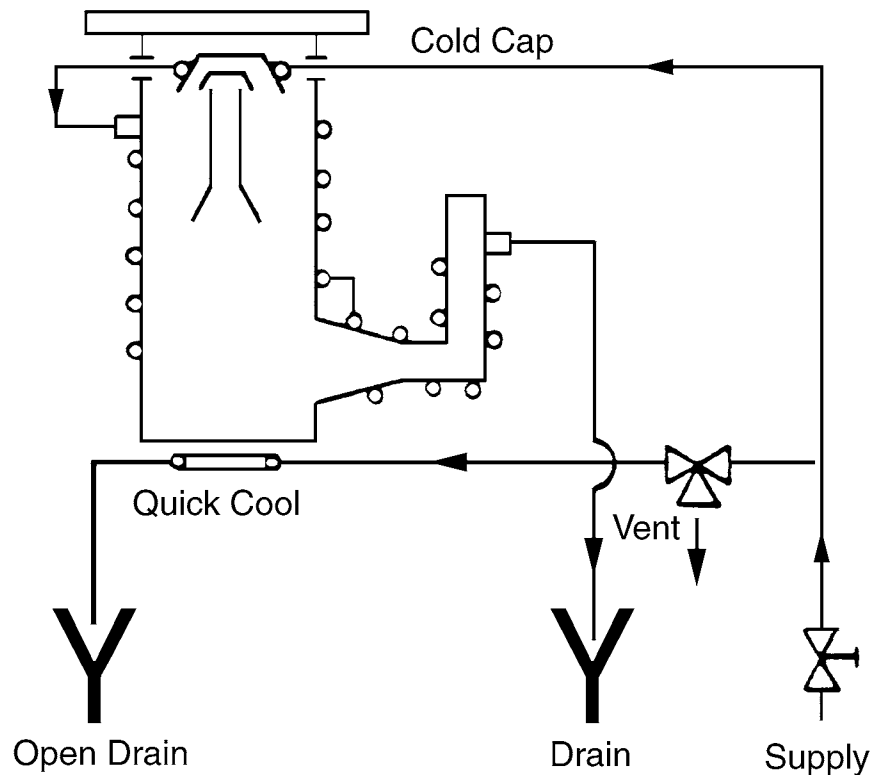 Cold Cap
Quick Cool
Vent
Open Drain
Drain
Supply